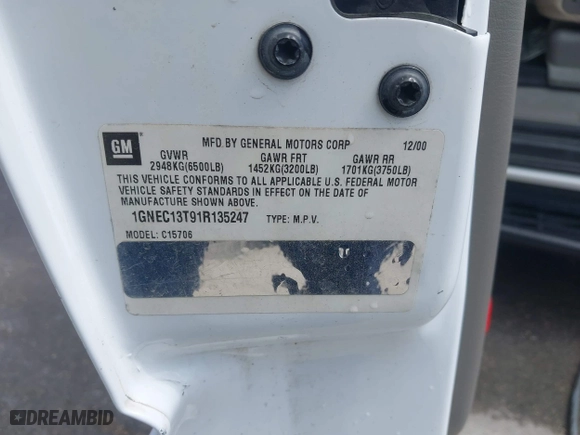 GM
MFD BY GENERAL MOTORS CORP 12/00
GVWR GAWR FRT GAWR RR
2948KG(6500LB) 1452KG(3200LB) 1701KG(3750LB)
THIS VEHICLE CONFORMS TO ALL APPLICABLE U.S. FEDERAL MOTOR
VEHICLE SAFETY STANDARDS IN EFFECT ON THE DATE OF
MANUFACTURE SHOWN ABOVE.
1GNEC13T91R135247 TYPE: M.P.V.
MODEL: C15706
DREAMBID